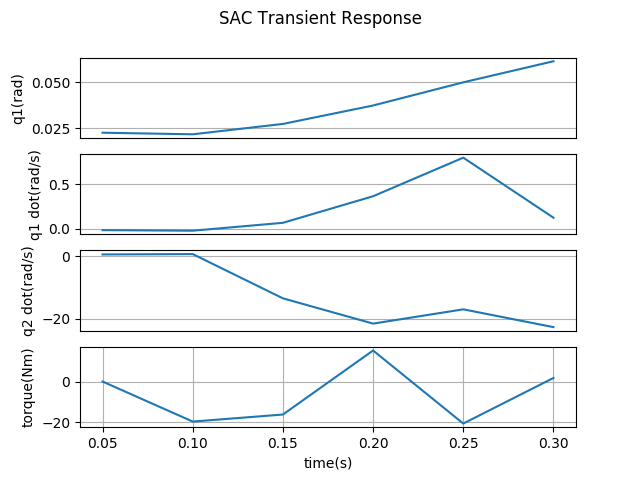 SAC Transient Response
q1(rad)
0.050
0.025
q1 dot(rad/s)
0.5
0.0
q2 dot(rad/s)
0
−20
torque(Nm)
0
−20
0.05 0.10 0.15 0.20 0.25 0.30
time(s)